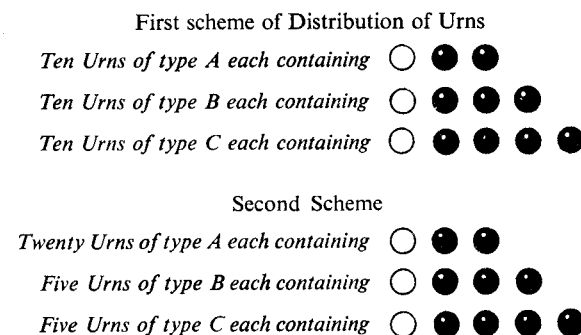 First scheme of Distribution of Urns
Ten Urns of type A each containing
Ten Urns of type B each containing
Ten Urns of type C each containing
Second Scheme
Twenty Urns of type A each containing
Five Urns of type B each containing
Five Urns of type C each containing